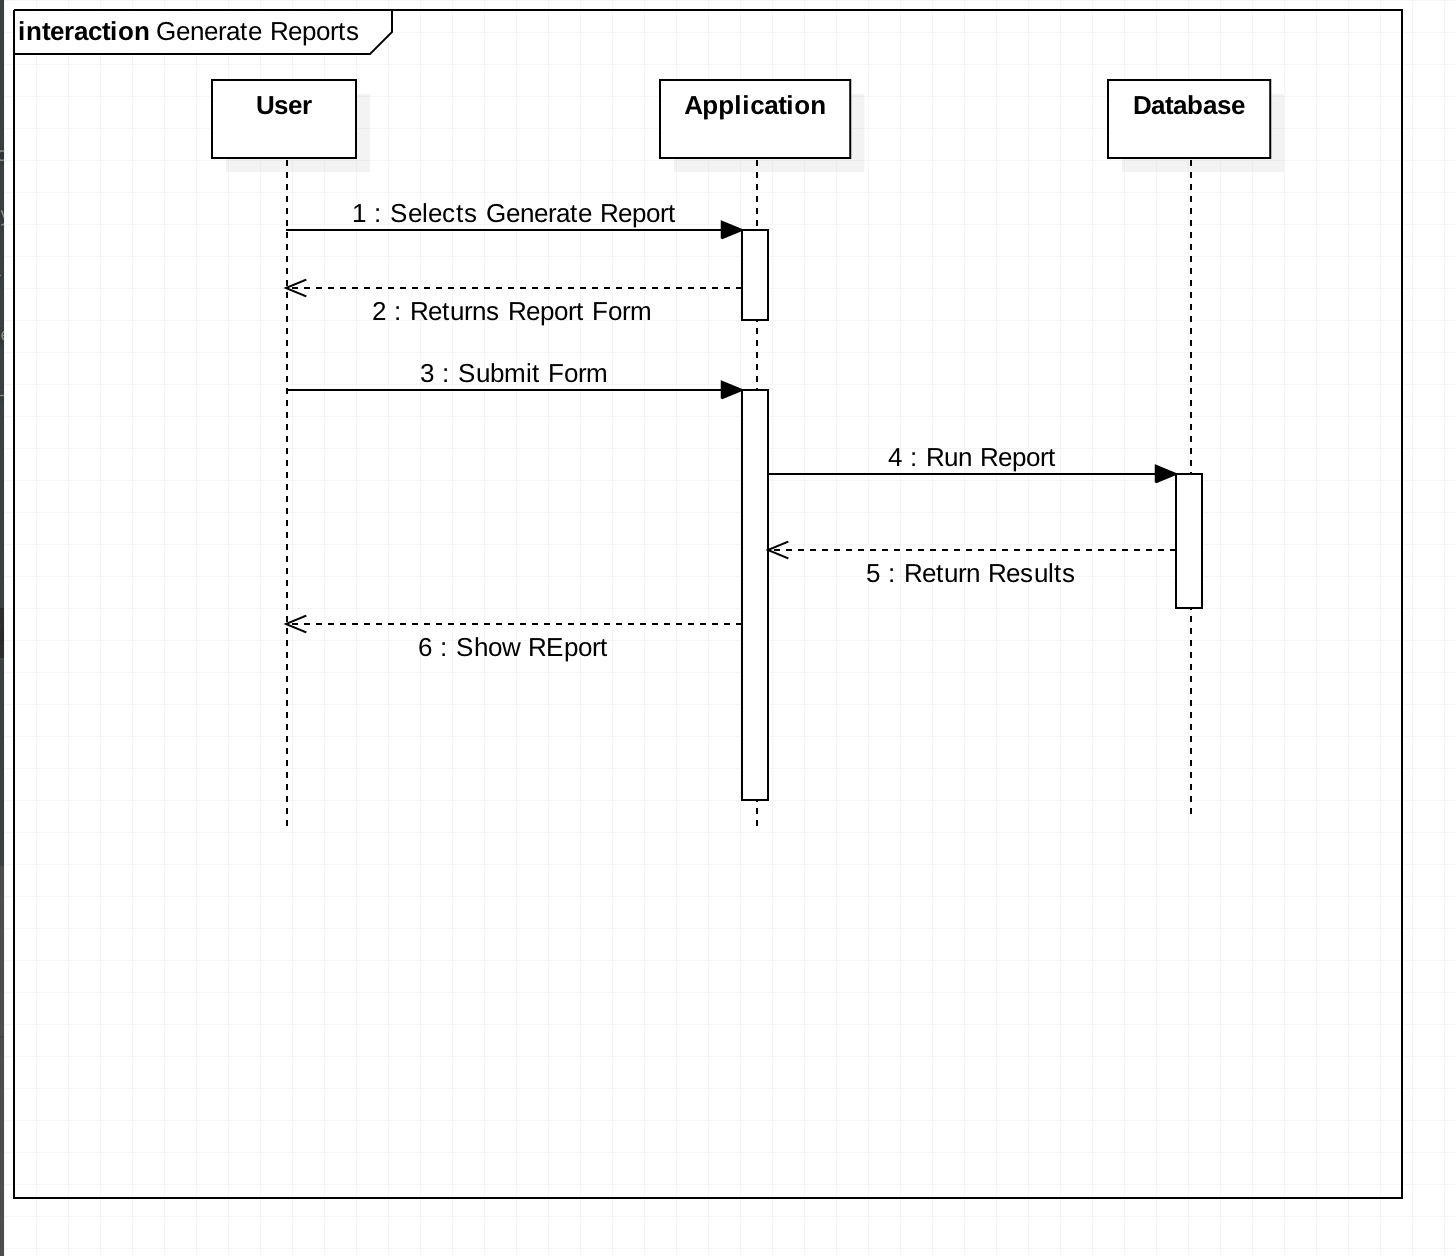 interaction Generate Reports
User
Application
Database
1 : Selects Generate Report
2 : Returns Report Form
3 : Submit Form
4 : Run Report
5 : Return Results
6 : Show REport